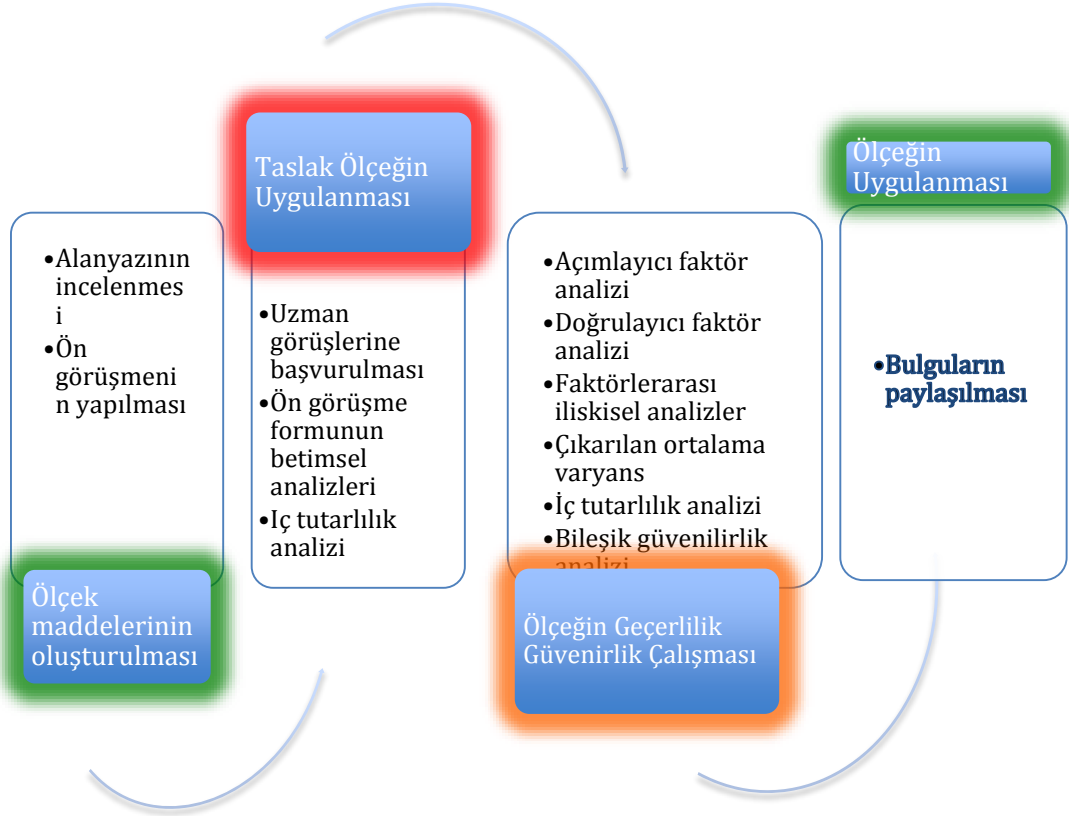 •Alanyazının
incelenmes
i
•Ön
görüşmeni
n yapılması
Ölçek
maddelerinin
oluşturulması
Taslak Ölçeğin
Uygulanması
•Uzman
görüşlerine
başvurulması
•Ön görüşme
formunun
betimsel
analizleri
•Iç tutarlılık
analizi
•Açımlayıcı faktör
analizi
•Doğrulayıcı faktör
analizi
•Faktörlerarası
iliskisel analizler
•Çıkarılan ortalama
varyans
•İç tutarlılık analizi
•Bileşik güvenilirlik
analizi
Ölçeğin Geçerlilik
Güvenirlik Çalışması
Ölçeğin
Uygulanması
•Bulguların
paylaşılması